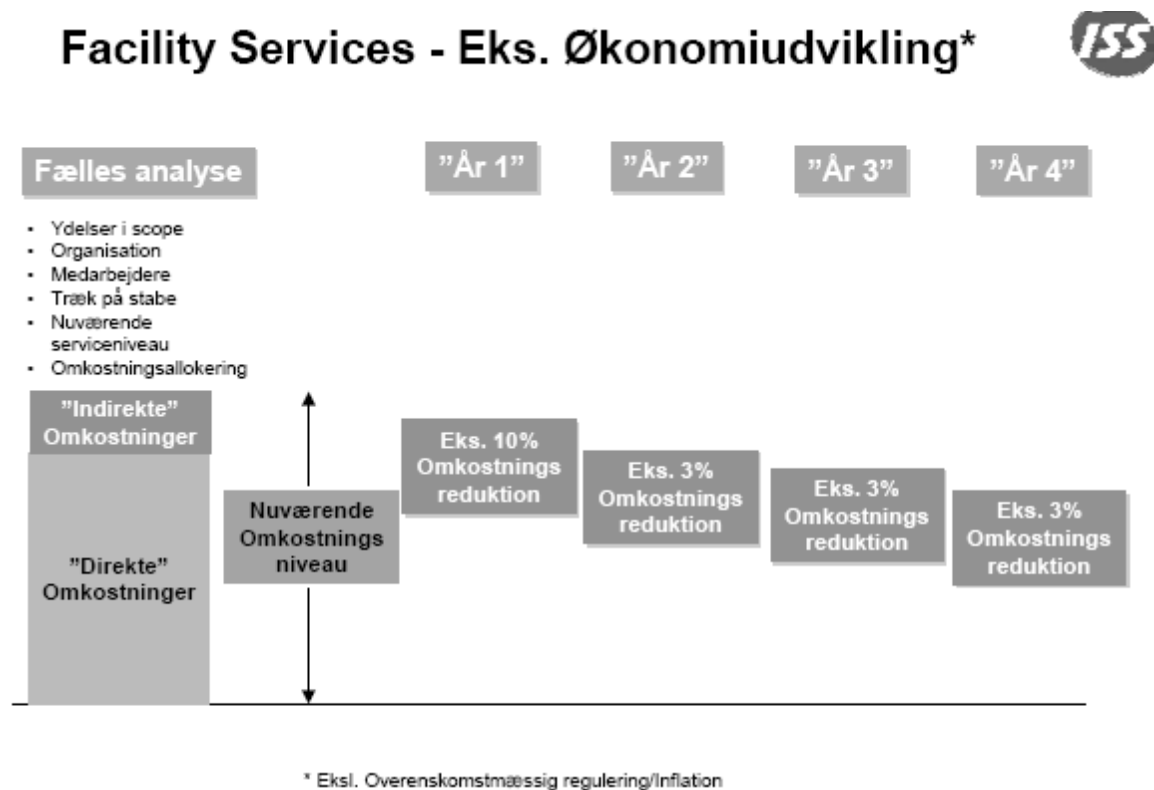 Facility Services - Eks. Økonomiudvikling*
ISS
Fælles analyse
"År 1"
"År 2"
"År 3"
"År 4"
▪ Ydelser i scope
▪ Organisation
▪ Medarbejdere
▪ Træk på stabe
▪ Nuværende
serviceniveau
▪ Omkostningsallokering
"Indirekte"
Omkostninger
"Direkte"
Omkostninger
Nuværende
Omkostnings
niveau
Eks. 10%
Omkostnings
reduktion
Eks. 3%
Omkostnings
reduktion
Eks. 3%
Omkostnings
reduktion
Eks. 3%
Omkostnings
reduktion
* Eksl. Overenskomstmæssig regulering/Inflation